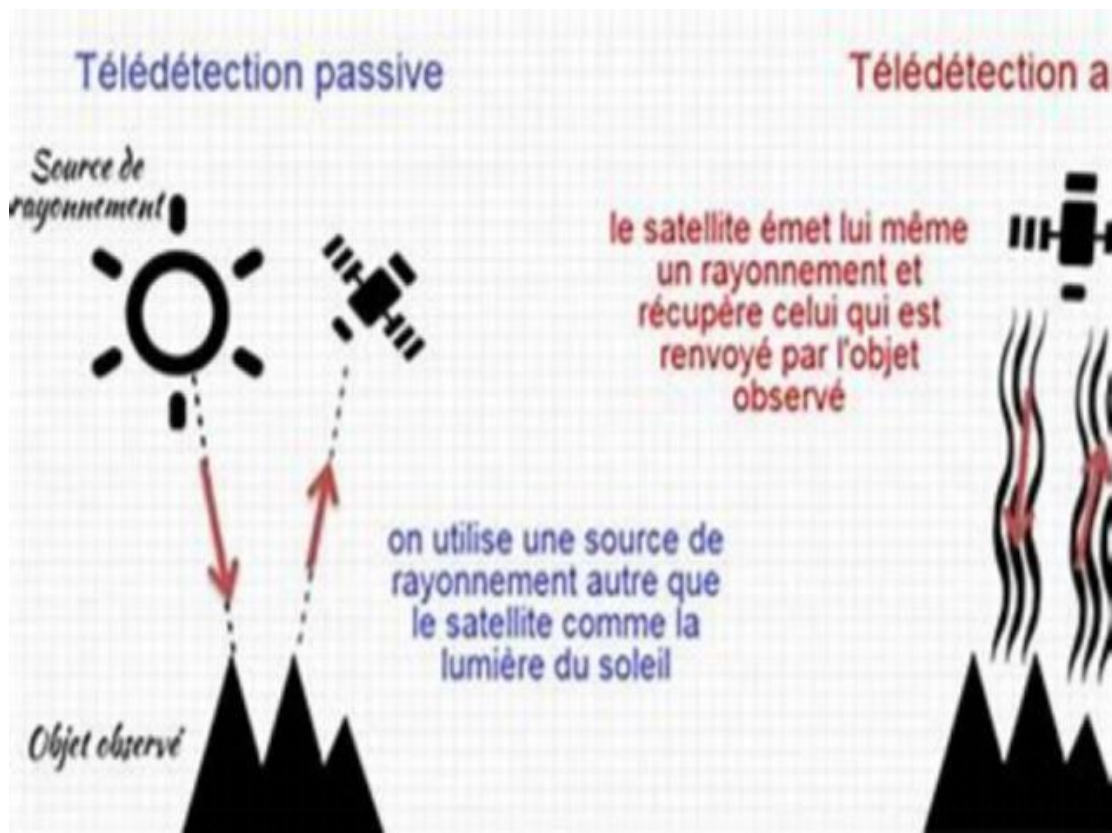 Télédétection passive
Télédétection a
Source de
rayonnement
le satellite émet lui même
un rayonnement et
récupère celui qui est
renvoyé par l'objet
observé
on utilise une source de
rayonnement autre que
le satellite comme la
lumière du soleil
Objet observé